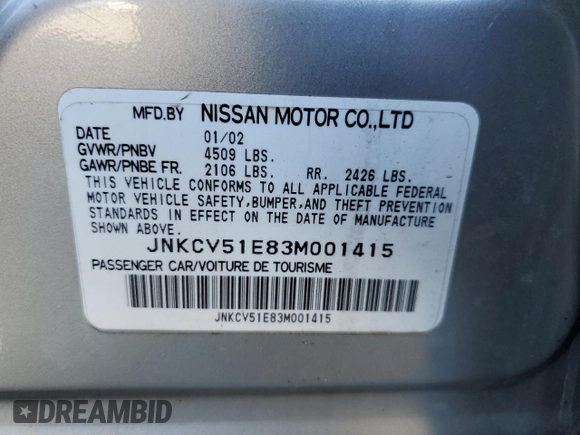 MFD.BY NISSAN MOTOR CO.,LTD
DATE 01/02
GVWR/PNBV 4509 LBS.
GAWR/PNBE FR. 2106 LBS. RR. 2426 LBS.
THIS VEHICLE CONFORMS TO ALL APPLICABLE FEDERAL
MOTOR VEHICLE SAFETY,BUMPER,AND THEFT PREVENTION
STANDARDS IN EFFECT ON THE DATE OF MANUFACTURE
SHOWN ABOVE.
JNKCV51E83M001415
PASSENGER CAR/VOITURE DE TOURISME
JNKCV51E83M001415
DREAMBID